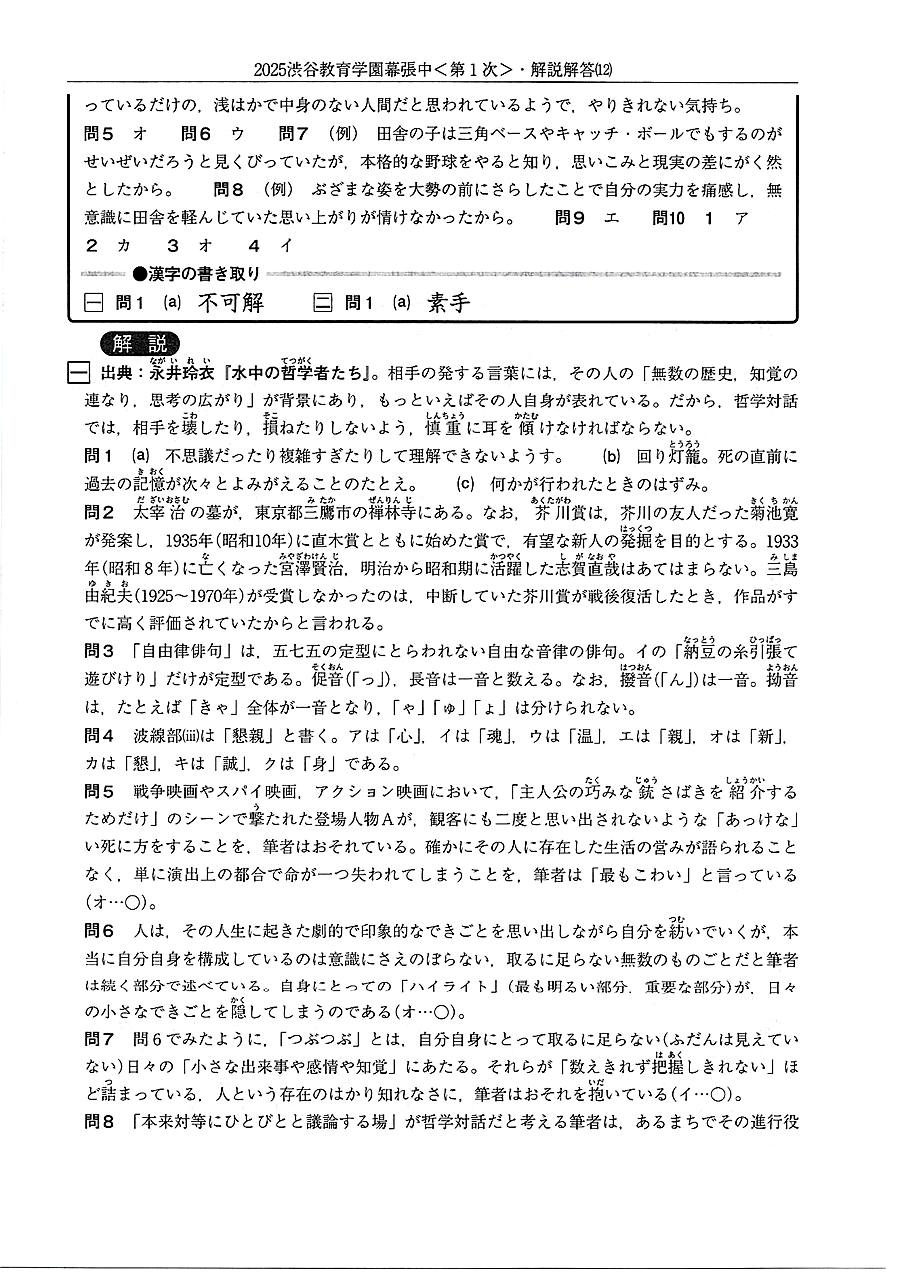 2025渋谷教育学園幕張中<第1次>・解説解答⑿
っているだけの，浅はかで中身のない人間だと思われているようで，やりきれない気持ち。
問5　オ　　問6　ウ　　問7　（例）　田舎の子は三角ベースやキャッチ・ボールでもするのが
せいぜいだろうと見くびっていたが，本格的な野球をやると知り，思いこみと現実の差にがく然
としたから。　　問8　（例）　ぶざまな姿を大勢の前にさらしたことで自分の実力を痛感し，無
意識に田舎を軽んじていた思い上がりが情けなかったから。　　問9　エ　　問10　1　ア
2　カ　　3　オ　　4　イ
●漢字の書き取り
一　問1　(a)　不可解　　二　問1　(a)　素手
解説
一　出典：永井玲衣『水中の哲学者たち』。相手の発する言葉には，その人の「無数の歴史，知覚の
連なり，思考の広がり」が背景にあり，もっといえばその人自身が表れている。だから，哲学対話
では，相手を壊したり，損ねたりしないよう，慎重に耳を傾けなければならない。
問1　(a)　不思議だったり複雑すぎたりして理解できないようす。　　(b)　回り灯籠。死の直前に
過去の記憶が次々とよみがえることのたとえ。　　(c)　何かが行われたときのはずみ。
問2　太宰治の墓が，東京都三鷹市の禅林寺にある。なお，芥川賞は，芥川の友人だった菊池寛
が発案し，1935年(昭和10年)に直木賞とともに始めた賞で，有望な新人の発掘を目的とする。1933
年(昭和8年)に亡くなった宮澤賢治，明治から昭和期に活躍した志賀直哉はあてはまらない。三島
由紀夫(1925～1970年)が受賞しなかったのは，中断していた芥川賞が戦後復活したとき，作品がす
でに高く評価されていたからと言われる。
問3　「自由律俳句」は，五七五の定型にとらわれない自由な音律の俳句。イの「納豆の糸引張て
遊びけり」だけが定型である。促音(「っ」)，長音は一音と数える。なお，撥音(「ん」)は一音。拗音
は，たとえば「きゃ」全体が一音となり，「ゃ」「ゅ」「ょ」は分けられない。
問4　波線部(ⅲ)は「懇親」と書く。アは「心」，イは「魂」，ウは「温」，エは「親」，オは「新」，
カは「懇」，キは「誠」，クは「身」である。
問5　戦争映画やスパイ映画，アクション映画において，「主人公の巧みな銃さばきを紹介する
ためだけ」のシーンで撃たれた登場人物Aが，観客にも二度と思い出されないような「あっけな」
い死に方をすることを，筆者はおそれている。確かにその人に存在した生活の営みが語られること
なく，単に演出上の都合で命が一つ失われてしまうことを，筆者は「最もこわい」と言っている
(オ…○)。
問6　人は，その人生に起きた劇的で印象的なできごとを思い出しながら自分を紡いでいくが，本
当に自分自身を構成しているのは意識にさえのぼらない，取るに足らない無数のものごとだと筆者
は続く部分で述べている。自身にとっての「ハイライト」(最も明るい部分，重要な部分)が，日々
の小さなできごとを隠してしまうのである(オ…○)。
問7　問6でみたように，「つぶつぶ」とは，自分自身にとって取るに足らない(ふだんは見えてい
ない)日々の「小さな出来事や感情や知覚」にあたる。それらが「数えきれず把握しきれない」ほ
ど詰まっている，人という存在のはかり知れなさに，筆者はおそれを抱いている(イ…○)。
問8　「本来対等にひとびとと議論する場」が哲学対話だと考える筆者は，あるまちでその進行役